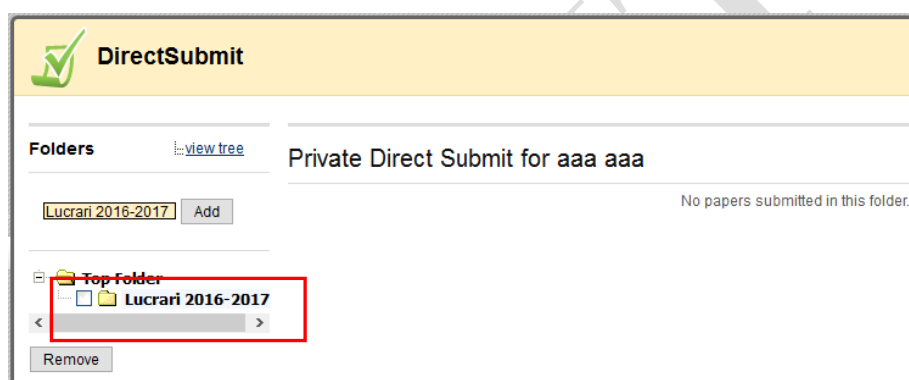 DirectSubmit
Folders
view tree
Private Direct Submit for aaa aaa
No papers submitted in this folder.
Lucrari 2016-2017
Add
Top Folder
Lucrari 2016-2017
Remove